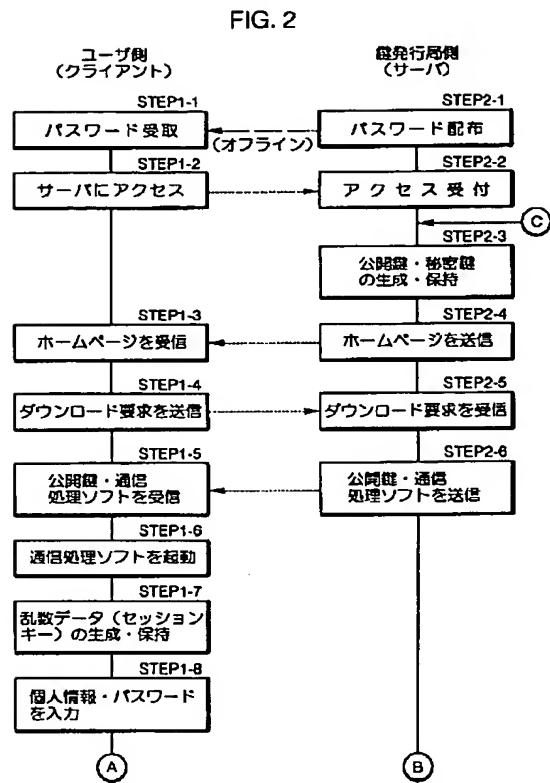 FIG. 2
ユーザ側
(クライアント)
鍵発行局側
(サーバ)
STEP1-1
パスワード受取
(オフライン)
STEP2-1
パスワード配布
STEP1-2
サーバにアクセス
STEP2-2
アクセス受付
C
STEP2-3
公開鍵・秘密鍵
の生成・保持
STEP1-3
ホームページを受信
STEP2-4
ホームページを送信
STEP1-4
ダウンロード要求を送信
STEP2-5
ダウンロード要求を受信
STEP1-5
公開鍵・通信
処理ソフトを受信
STEP2-6
公開鍵・通信
処理ソフトを送信
STEP1-6
通信処理ソフトを起動
STEP1-7
乱数データ(セッション
キー)の生成・保持
STEP1-8
個人情報・パスワード
を入力
A
B